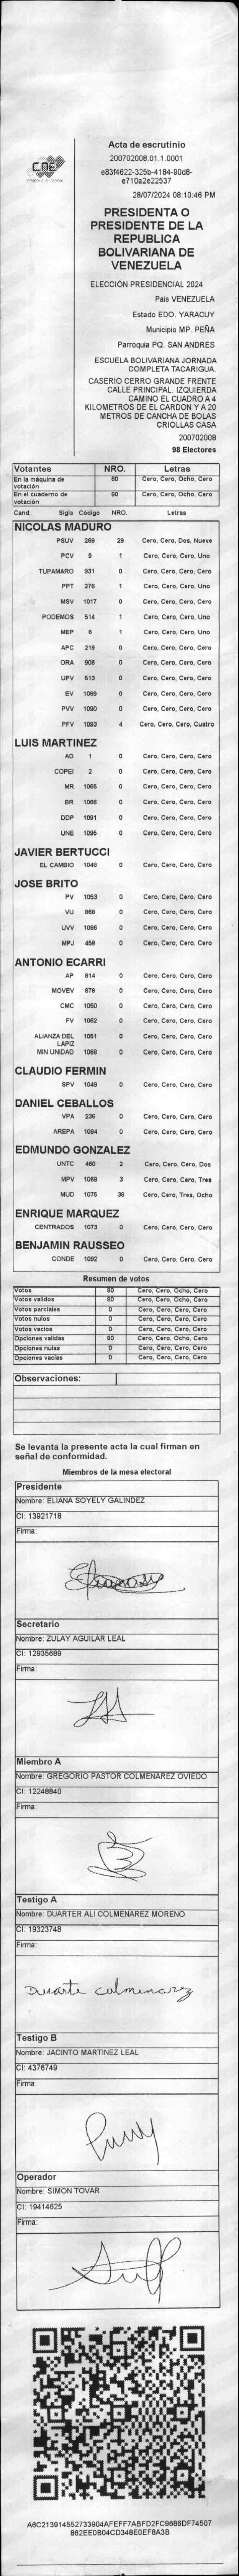 CNE
Acta de escrutinio
200702008.01.1.0001
e83f4622-325b-4184-90d8-
e710a2e22537
28/07/2024 08:10:46 PM
PRESIDENTA O
PRESIDENTE DE LA
REPUBLICA
BOLIVARIANA DE
VENEZUELA
ELECCIÓN PRESIDENCIAL 2024
País VENEZUELA
Estado EDO. YARACUY
Municipio MP. PEÑA
Parroquia PQ. SAN ANDRES
ESCUELA BOLIVARIANA JORNADA
COMPLETA TACARIGUA.
CASERIO CERRO GRANDE FRENTE
CALLE PRINCIPAL. IZQUIERDA
CAMINO EL CUADRO A 4
KILOMETROS DE EL CARDON Y A 20
METROS DE CANCHA DE BOLAS
CRIOLLAS CASA
200702008
98 Electores
Votantes NRO. Letras
En la máquina de votación 80 Cero, Cero, Ocho, Cero
En el cuaderno de votación 80 Cero, Cero, Ocho, Cero
Cand. Sigla Código NRO. Letras
NICOLAS MADURO
PSUV 269 29 Cero, Cero, Dos, Nueve
PCV 9 1 Cero, Cero, Cero, Uno
TUPAMARO 931 0 Cero, Cero, Cero, Cero
PPT 276 1 Cero, Cero, Cero, Uno
MSV 1017 0 Cero, Cero, Cero, Cero
PODEMOS 514 1 Cero, Cero, Cero, Uno
MEP 6 1 Cero, Cero, Cero, Uno
APC 219 0 Cero, Cero, Cero, Cero
ORA 906 0 Cero, Cero, Cero, Cero
UPV 613 0 Cero, Cero, Cero, Cero
EV 1089 0 Cero, Cero, Cero, Cero
PVV 1090 0 Cero, Cero, Cero, Cero
PFV 1093 4 Cero, Cero, Cero, Cuatro
LUIS MARTINEZ
AD 1 0 Cero, Cero, Cero, Cero
COPEI 2 0 Cero, Cero, Cero, Cero
MR 1065 0 Cero, Cero, Cero, Cero
BR 1066 0 Cero, Cero, Cero, Cero
DDP 1091 0 Cero, Cero, Cero, Cero
UNE 1095 0 Cero, Cero, Cero, Cero
JAVIER BERTUCCI
EL CAMBIO 1048 0 Cero, Cero, Cero, Cero
JOSE BRITO
PV 1053 0 Cero, Cero, Cero, Cero
VU 868 0 Cero, Cero, Cero, Cero
UVV 1096 0 Cero, Cero, Cero, Cero
MPJ 458 0 Cero, Cero, Cero, Cero
ANTONIO ECARRI
AP 814 0 Cero, Cero, Cero, Cero
MOVEV 879 0 Cero, Cero, Cero, Cero
CMC 1050 0 Cero, Cero, Cero, Cero
FV 1062 0 Cero, Cero, Cero, Cero
ALIANZA DEL LAPIZ 1051 0 Cero, Cero, Cero, Cero
MIN UNIDAD 1068 0 Cero, Cero, Cero, Cero
CLAUDIO FERMIN
SPV 1049 0 Cero, Cero, Cero, Cero
DANIEL CEBALLOS
VPA 236 0 Cero, Cero, Cero, Cero
AREPA 1094 0 Cero, Cero, Cero, Cero
EDMUNDO GONZALEZ
UNTC 460 2 Cero, Cero, Cero, Dos
MPV 1069 3 Cero, Cero, Cero, Tres
MUD 1075 38 Cero, Cero, Tres, Ocho
ENRIQUE MARQUEZ
CENTRADOS 1073 0 Cero, Cero, Cero, Cero
BENJAMIN RAUSSEO
CONDE 1092 0 Cero, Cero, Cero, Cero
Resumen de votos
Votos 80 Cero, Cero, Ocho, Cero
Votos validos 80 Cero, Cero, Ocho, Cero
Votos parciales 0 Cero, Cero, Cero, Cero
Votos nulos 0 Cero, Cero, Cero, Cero
Votos vacios 0 Cero, Cero, Cero, Cero
Opciones validas 80 Cero, Cero, Ocho, Cero
Opciones nulas 0 Cero, Cero, Cero, Cero
Opciones vacias 0 Cero, Cero, Cero, Cero
Observaciones:
Se levanta la presente acta la cual firman en
señal de conformidad.
Miembros de la mesa electoral
Presidente
Nombre: ELIANA SOYELY GALINDEZ
CI: 13921718
Firma:
Secretario
Nombre: ZULAY AGUILAR LEAL
CI: 12935689
Firma:
Miembro A
Nombre: GREGORIO PASTOR COLMENAREZ OVIEDO
CI: 12248840
Firma:
Testigo A
Nombre: DUARTER ALI COLMENAREZ MORENO
CI: 19323748
Firma:
Duarte colmenarez
Testigo B
Nombre: JACINTO MARTINEZ LEAL
CI: 4376749
Firma:
Operador
Nombre: SIMON TOVAR
CI: 19414625
Firma:
A6C213914552733904AFEFF7ABFD2FC9686DF74507
862EE0B04CD348E0EF8A3B